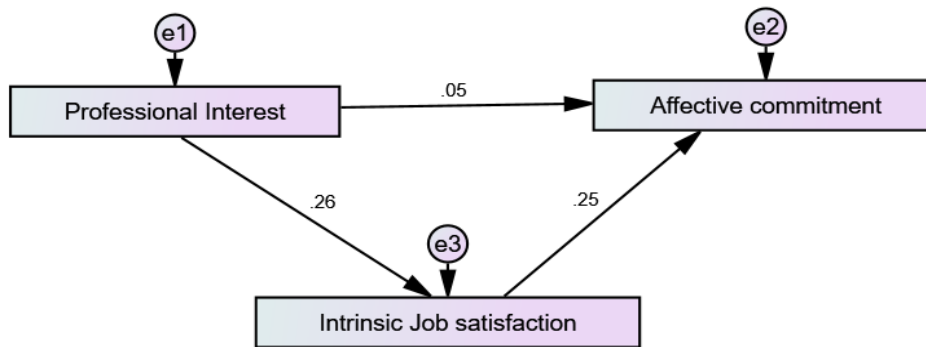 e1
e2
Professional Interest
.05
Affective commitment
.26
.25
e3
Intrinsic Job satisfaction